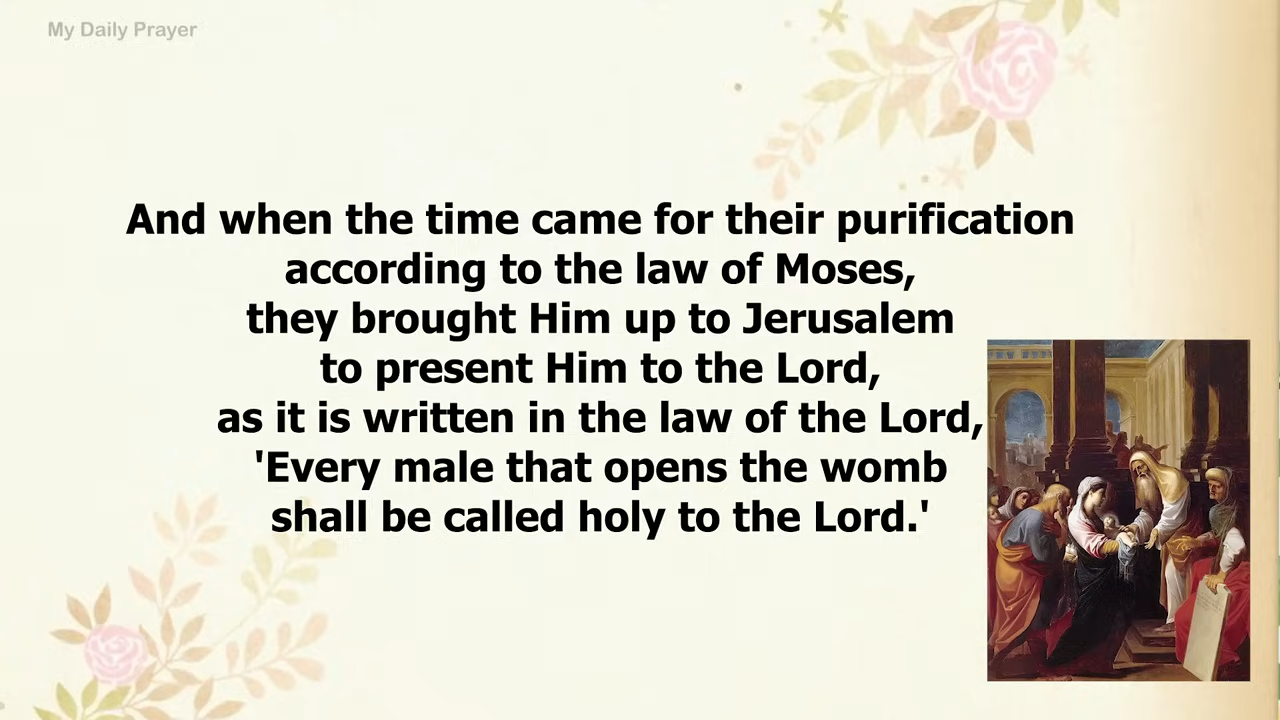 My Daily Prayer
And when the time came for their purification
according to the law of Moses,
they brought Him up to Jerusalem
to present Him to the Lord,
as it is written in the law of the Lord,
'Every male that opens the womb
shall be called holy to the Lord.'